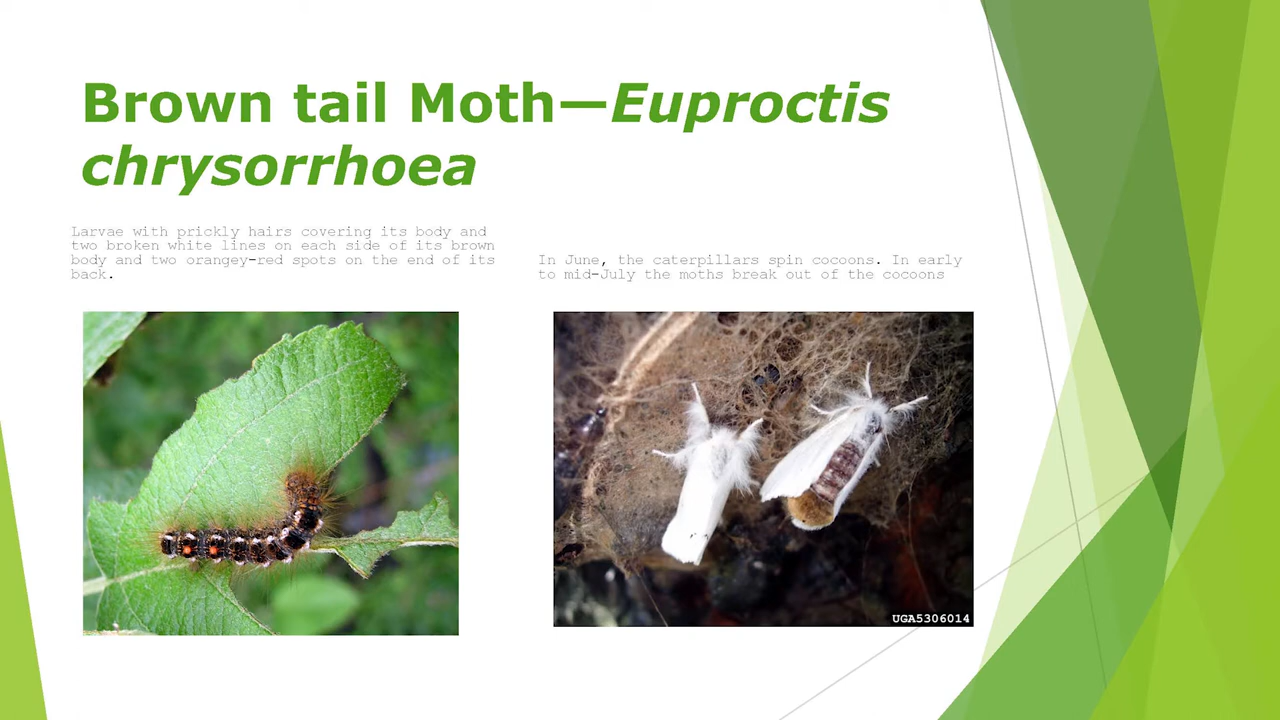 Brown tail Moth—Euproctis
chrysorrhoea
Larvae with prickly hairs covering its body and
two broken white lines on each side of its brown
body and two orangey-red spots on the end of its
back.
In June, the caterpillars spin cocoons. In early
to mid-July the moths break out of the cocoons
UGA5306014